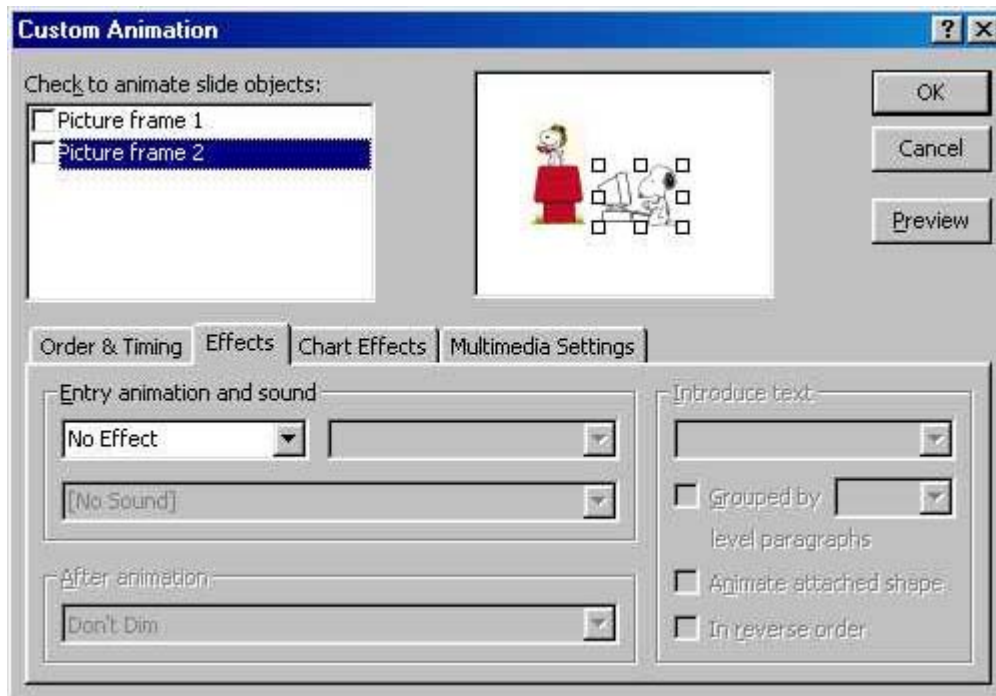 Custom Animation
Check to animate slide objects:
Picture frame 1
Picture frame 2
OK
Cancel
Preview
Order & Timing
Effects
Chart Effects
Multimedia Settings
Entry animation and sound
No Effect
[No Sound]
After animation
Don't Dim
Introduce text
Grouped by
level paragraphs
Animate attached shape
In reverse order